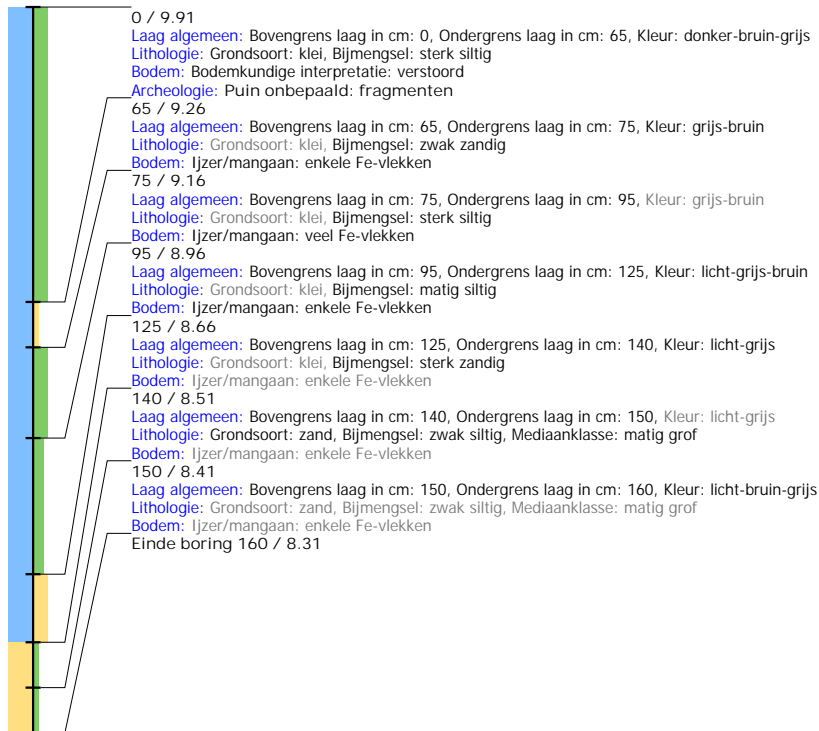 0 / 9.91
Laag algemeen: Bovengrens laag in cm: 0, Ondergrens laag in cm: 65, Kleur: donker-bruin-grijs
Lithologie: Grondsoort: klei, Bijmengsel: sterk siltig
Bodem: Bodemkundige interpretatie: verstoord
Archeologie: Puin onbepaald: fragmenten
65 / 9.26
Laag algemeen: Bovengrens laag in cm: 65, Ondergrens laag in cm: 75, Kleur: grijs-bruin
Lithologie: Grondsoort: klei, Bijmengsel: zwak zandig
Bodem: Ijzer/mangaan: enkele Fe-vlekken
75 / 9.16
Laag algemeen: Bovengrens laag in cm: 75, Ondergrens laag in cm: 95, Kleur: grijs-bruin
Lithologie: Grondsoort: klei, Bijmengsel: sterk siltig
Bodem: Ijzer/mangaan: veel Fe-vlekken
95 / 8.96
Laag algemeen: Bovengrens laag in cm: 95, Ondergrens laag in cm: 125, Kleur: licht-grijs-bruin
Lithologie: Grondsoort: klei, Bijmengsel: matig siltig
Bodem: Ijzer/mangaan: enkele Fe-vlekken
125 / 8.66
Laag algemeen: Bovengrens laag in cm: 125, Ondergrens laag in cm: 140, Kleur: licht-grijs
Lithologie: Grondsoort: klei, Bijmengsel: sterk zandig
Bodem: Ijzer/mangaan: enkele Fe-vlekken
140 / 8.51
Laag algemeen: Bovengrens laag in cm: 140, Ondergrens laag in cm: 150, Kleur: licht-grijs
Lithologie: Grondsoort: zand, Bijmengsel: zwak siltig, Mediaanklasse: matig grof
Bodem: Ijzer/mangaan: enkele Fe-vlekken
150 / 8.41
Laag algemeen: Bovengrens laag in cm: 150, Ondergrens laag in cm: 160, Kleur: licht-bruin-grijs
Lithologie: Grondsoort: zand, Bijmengsel: zwak siltig, Mediaanklasse: matig grof
Bodem: Ijzer/mangaan: enkele Fe-vlekken
Einde boring 160 / 8.31